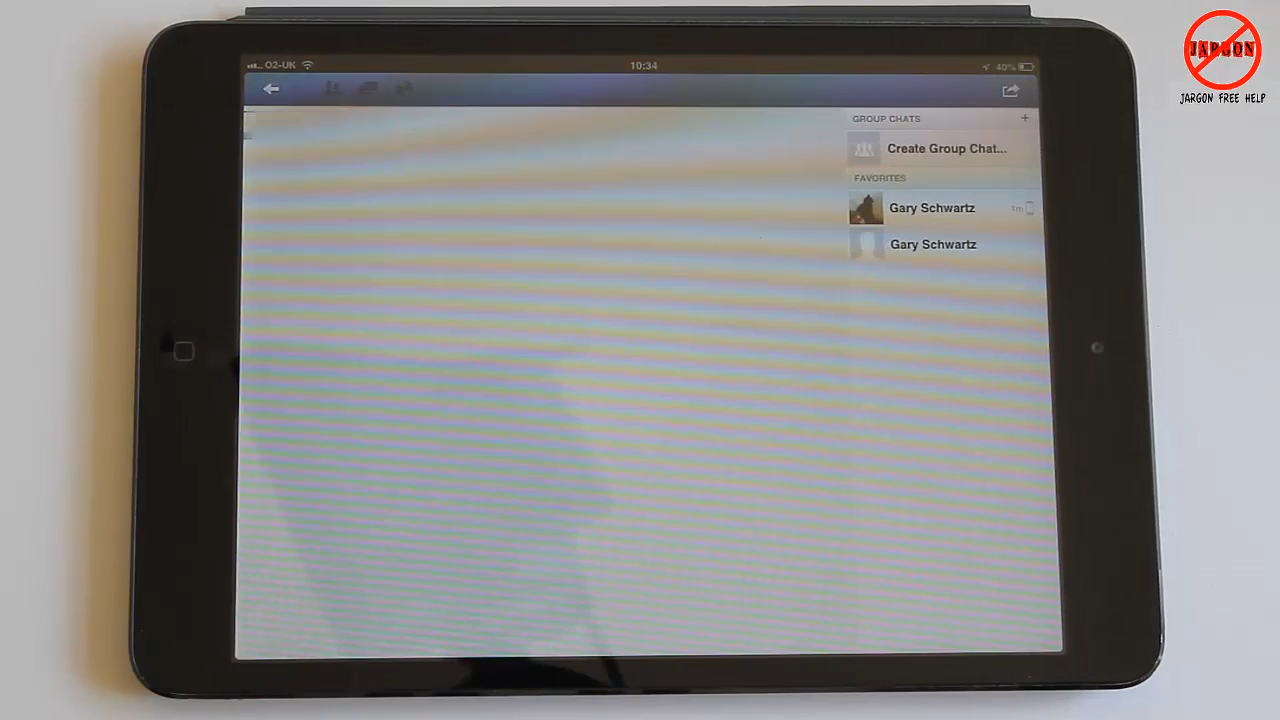 JARGON
JARGON FREE HELP
O2-UK
10:34
40%
GROUP CHATS
+
Create Group Chat...
FAVORITES
Gary Schwartz
1m
Gary Schwartz